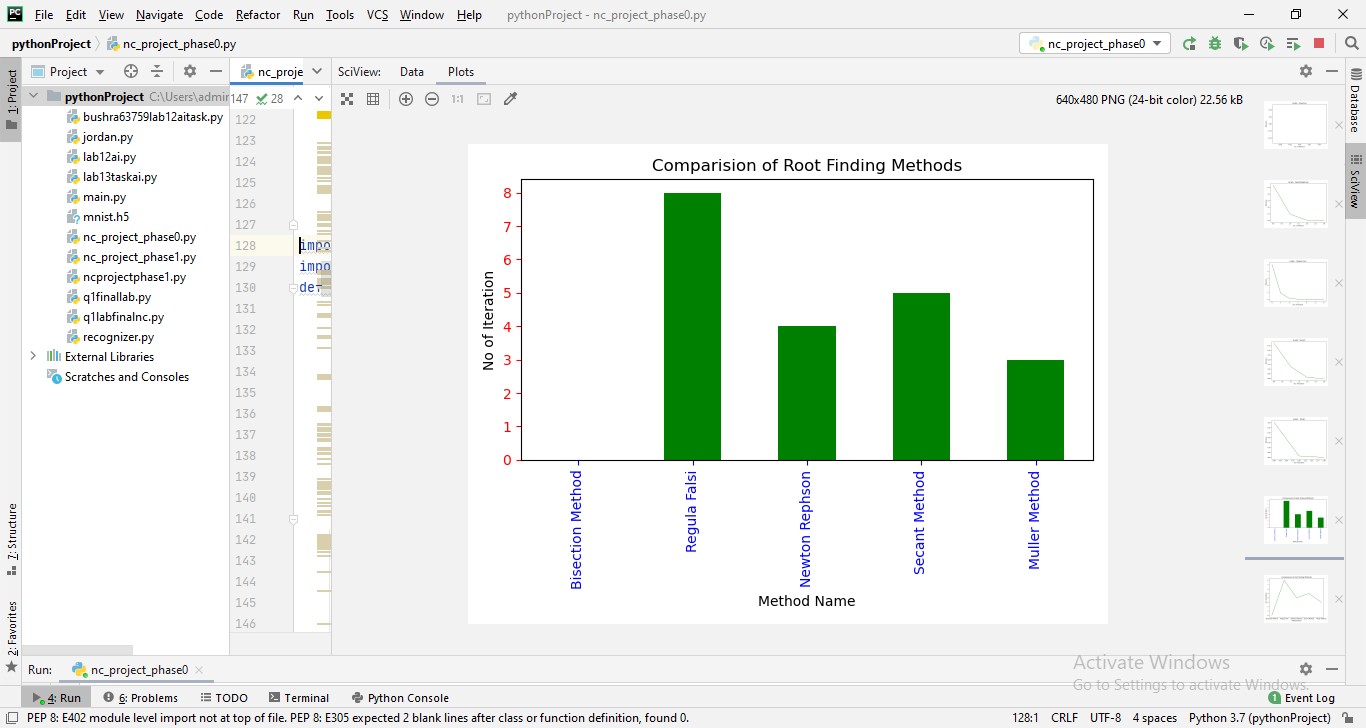 File Edit View Navigate Code Refactor Run Tools VCS Window Help pythonProject - nc_project_phase0.py
pythonProject nc_project_phase0.py nc_project_phase0
1: Project
Project
nc_proje
SciView: Data Plots
pythonProject C:\Users\admin
147 28
1:1
640x480 PNG (24-bit color) 22.56 kB
bushra63759lab12aitask.py
jordan.py
lab12ai.py
lab13taskai.py
main.py
mnist.h5
nc_project_phase0.py
nc_project_phase1.py
ncprojectphase1.py
q1finallab.py
q1labfinalnc.py
recognizer.py
External Libraries
Scratches and Consoles
122
123
124
125
126
127
128 impo
129 impo
130 def
131
132
133
134
135
136
137
138
139
140
141
142
143
144
145
146
Comparision of Root Finding Methods
No of Iteration
8
7
6
5
4
3
2
1
0
Bisection Method
Regula Falsi
Newton Rephson
Secant Method
Muller Method
Method Name
Database
SciView
7: Structure
2: Favorites
Run: nc_project_phase0
Activate Windows
Go to Settings to activate Windows.
4: Run 6: Problems TODO Terminal Python Console 1 Event Log
PEP 8: E402 module level import not at top of file. PEP 8: E305 expected 2 blank lines after class or function definition, found 0. 128:1 CRLF UTF-8 4 spaces Python 3.7 (pythonProject)